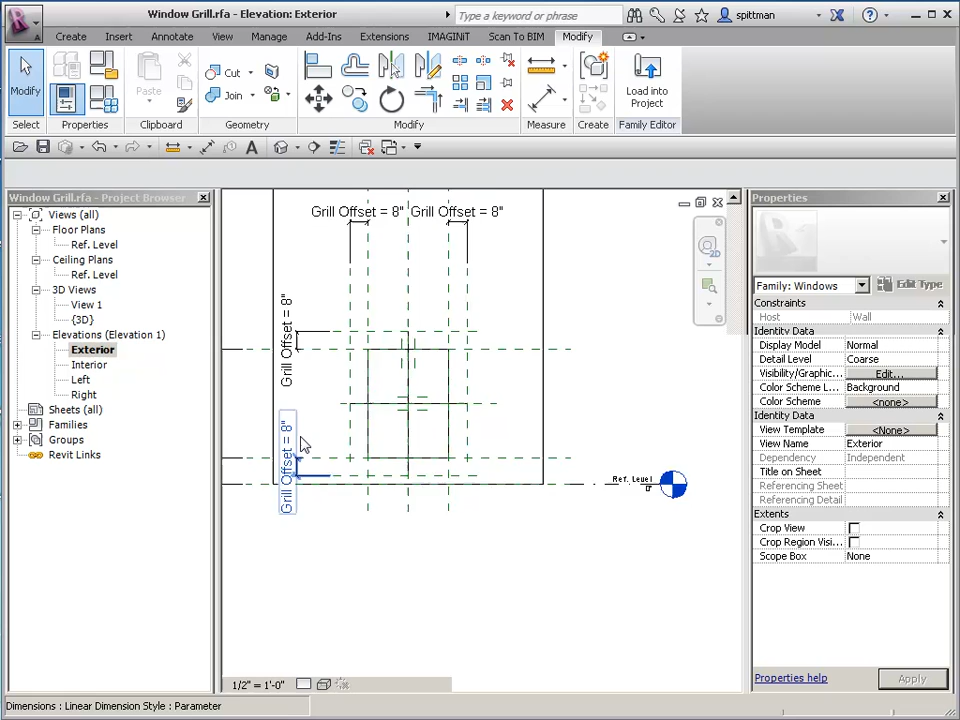 Window Grill.rfa - Elevation: Exterior
Type a keyword or phrase
spittman
Create Insert Annotate View Manage Add-Ins Extensions IMAGINiT Scan To BIM Modify
Modify
Paste
Cut
Join
Load into
Project
Select Properties Clipboard Geometry Modify Measure Create Family Editor
Window Grill.rfa - Project Browser
Views (all)
Floor Plans
Ref. Level
Ceiling Plans
Ref. Level
3D Views
View 1
{3D}
Elevations (Elevation 1)
Exterior
Interior
Left
Right
Sheets (all)
Families
Groups
Revit Links
Grill Offset = 8" Grill Offset = 8"
Grill Offset = 8"
Grill Offset = 8"
Ref. Level
0'
2D
1/2" = 1'-0"
Properties
Family: Windows
Edit Type
Constraints
Host Wall
Identity Data
Display Model Normal
Detail Level Coarse
Visibility/Graphic... Edit...
Color Scheme L... Background
Color Scheme <none>
Identity Data
View Template <None>
View Name Exterior
Dependency Independent
Title on Sheet
Referencing Sheet
Referencing Detail
Extents
Crop View
Crop Region Visi...
Scope Box None
Properties help
Apply
Dimensions : Linear Dimension Style : Parameter